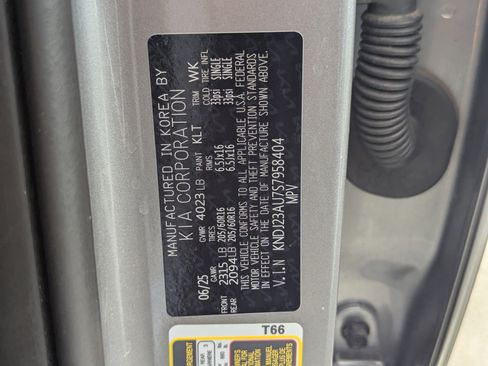 MANUFACTURED IN KOREA BY
KIA CORPORATION
06/25 GVWR 4023 LB PAINT KLT TRIM WK
GAWR TIRES RIMS COLD TIRE INFL
FRONT 2315 LB 205/60R16 6.5Jx16 33psi SINGLE
REAR 2094LB 205/60R16 6.5Jx16 33psi SINGLE
THIS VEHICLE CONFORMS TO ALL APPLICABLE U.S.A. FEDERAL
MOTOR VEHICLE SAFETY AND THEFT PREVENTION STANDARDS
IN EFFECT ON THE DATE OF MANUFACTURE SHOWN ABOVE.
V.I.N KNDJ23AU7S7958404
MPV
T66